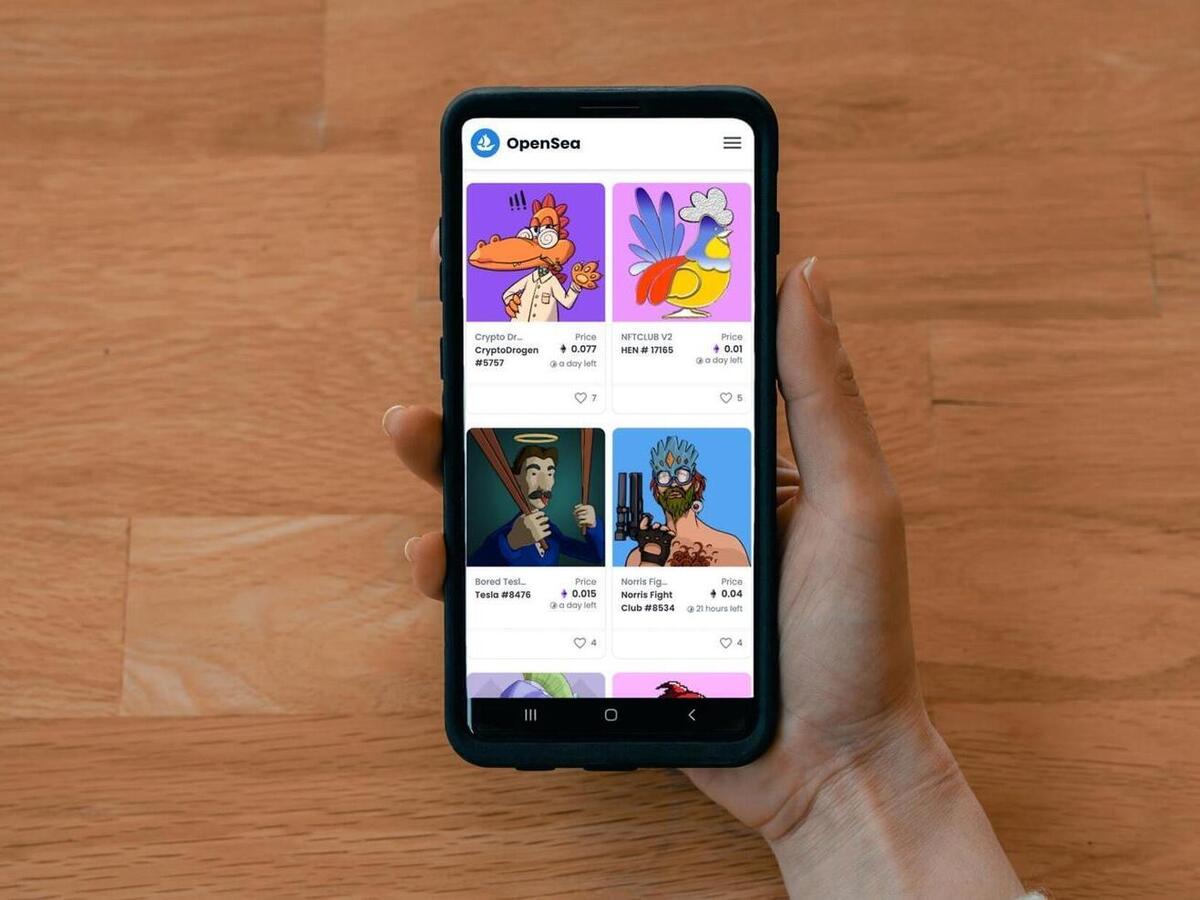 OpenSea
!!!
Crypto Dr... Price
CryptoDrogen 0.077
#5757 a day left
7
NFTCLUB V2 Price
HEN # 17165 0.01
a day left
5
Bored Tesl... Price
Tesla #8476 0.015
a day left
4
Norris Fig... Price
Norris Fight 0.04
Club #8534 21 hours left
4